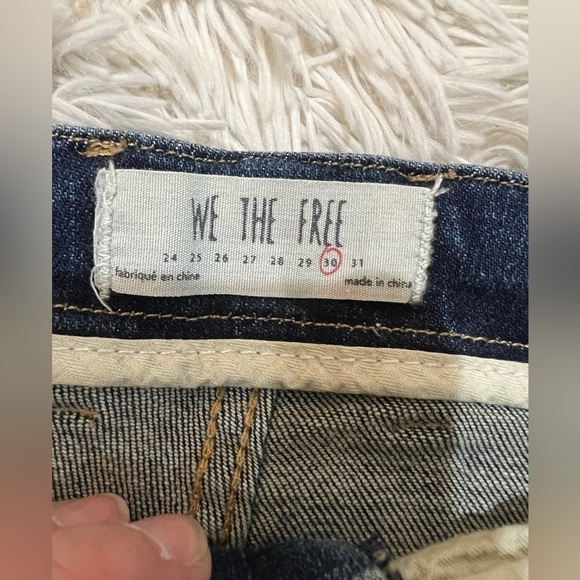 WE THE FREE
24 25 26 27 28 29 30 31
fabriqué en chine
made in china